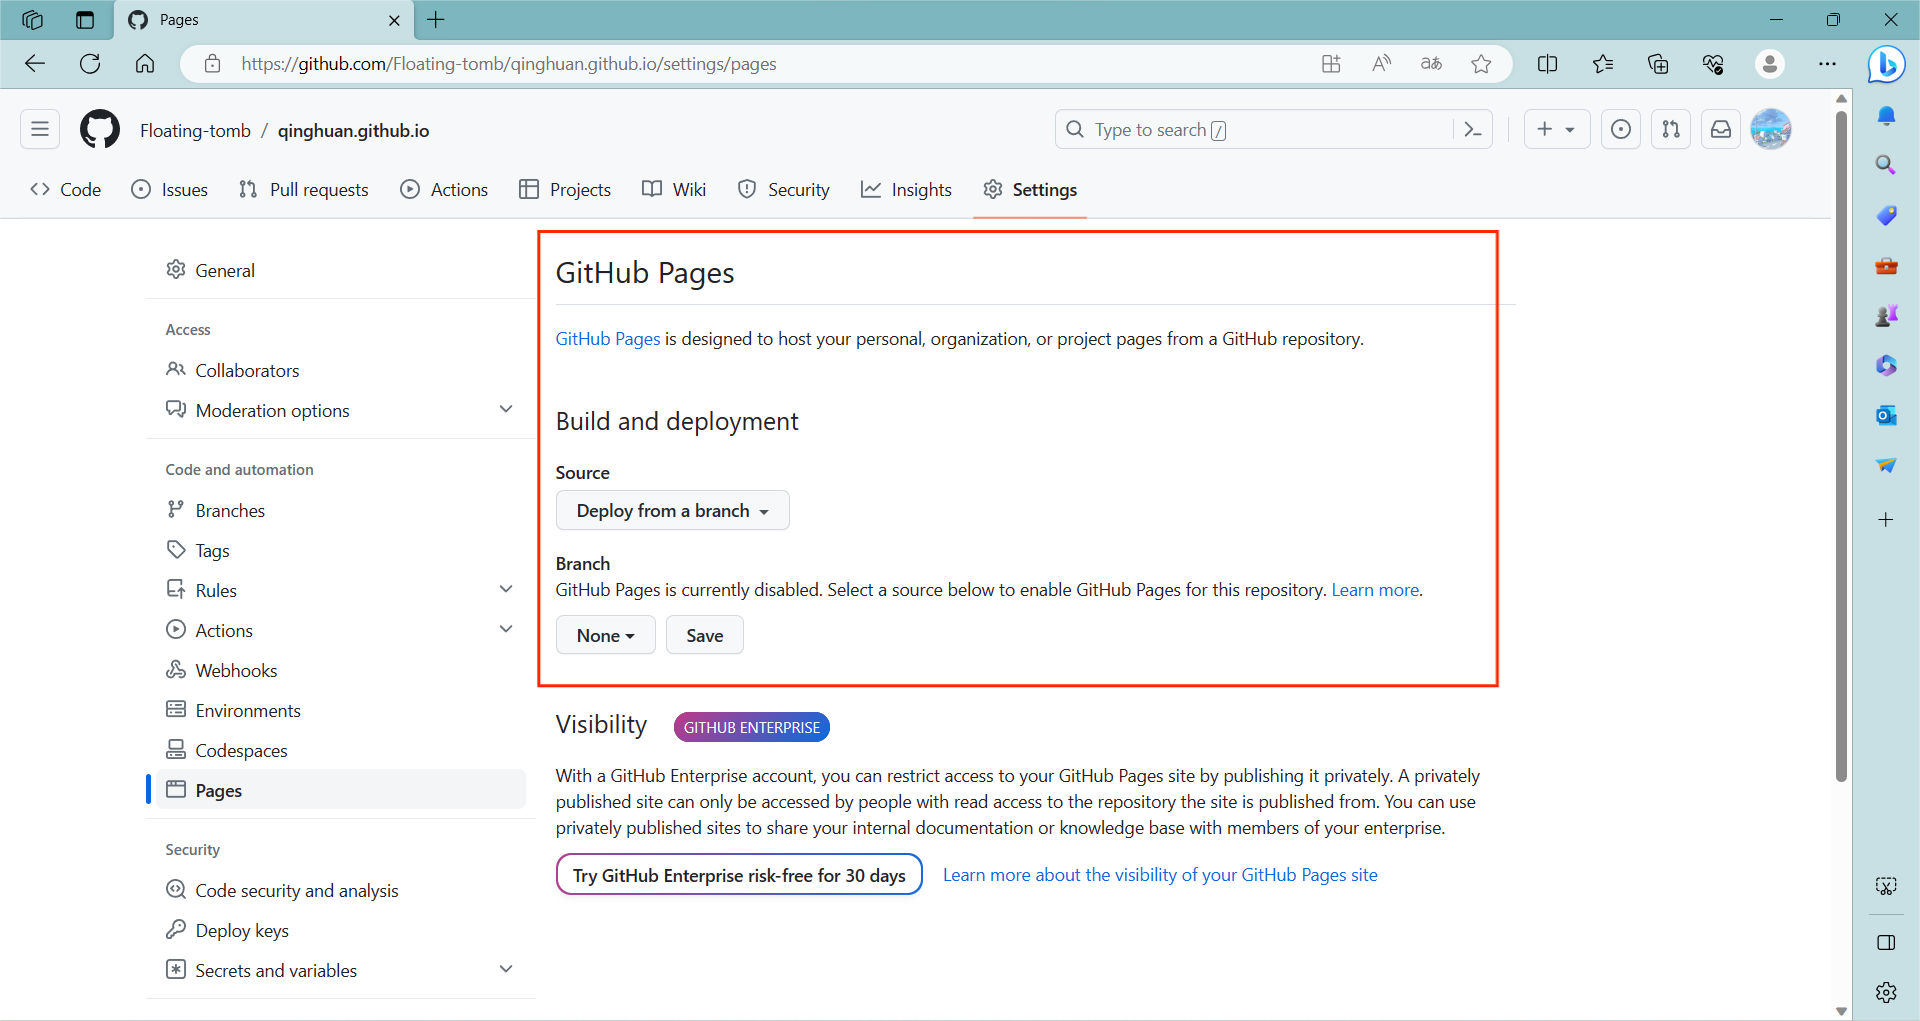 Pages
https://github.com/Floating-tomb/qinghuan.github.io/settings/pages
Floating-tomb / qinghuan.github.io
Type to search /
Code
Issues
Pull requests
Actions
Projects
Wiki
Security
Insights
Settings
General
Access
Collaborators
Moderation options
Code and automation
Branches
Tags
Rules
Actions
Webhooks
Environments
Codespaces
Pages
Security
Code security and analysis
Deploy keys
Secrets and variables
GitHub Pages
GitHub Pages is designed to host your personal, organization, or project pages from a GitHub repository.
Build and deployment
Source
Deploy from a branch
Branch
GitHub Pages is currently disabled. Select a source below to enable GitHub Pages for this repository. Learn more.
None
Save
Visibility
GITHUB ENTERPRISE
With a GitHub Enterprise account, you can restrict access to your GitHub Pages site by publishing it privately. A privately
published site can only be accessed by people with read access to the repository the site is published from. You can use
privately published sites to share your internal documentation or knowledge base with members of your enterprise.
Try GitHub Enterprise risk-free for 30 days
Learn more about the visibility of your GitHub Pages site